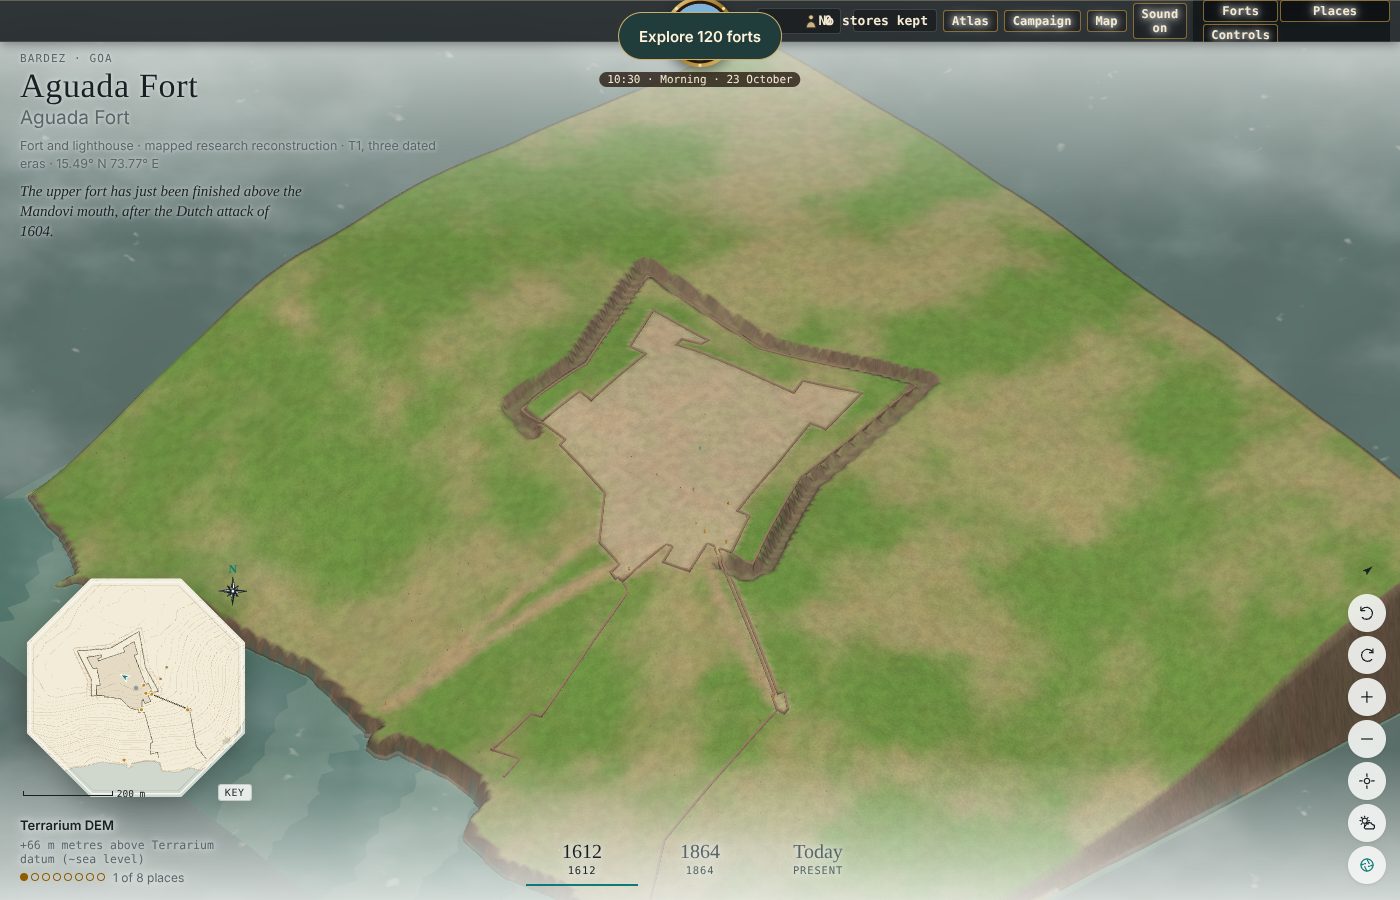 Explore 120 forts
No stores kept
Atlas
Campaign
Map
Sound on
Forts
Places
Controls
10:30 · Morning · 23 October
BARDEZ · GOA
Aguada Fort
Aguada Fort
Fort and lighthouse · mapped research reconstruction · T1, three dated
eras · 15.49° N 73.77° E
The upper fort has just been finished above the
Mandovi mouth, after the Dutch attack of
1604.
N
200 m
KEY
Terrarium DEM
+66 m metres above Terrarium
datum (~sea level)
1 of 8 places
1612
1612
1864
1864
Today
PRESENT